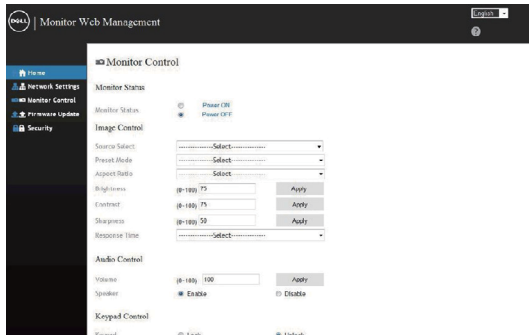 DELL | Monitor Web Management
English
?
Home
Network Settings
Monitor Control
Firmware Update
Security
Monitor Control
Monitor Status
Monitor Status
Power ON
Power OFF
Image Control
Source Select ---------------Select---------------
Preset Mode ---------------Select---------------
Aspect Ratio ---------------Select---------------
Brightness (0~100) 75 Apply
Contrast (0~100) 75 Apply
Sharpness (0~100) 50 Apply
Response Time ---------------Select---------------
Audio Control
Volume (0~100) 100 Apply
Speaker Enable Disable
Keypad Control
Keypad Lock Unlock